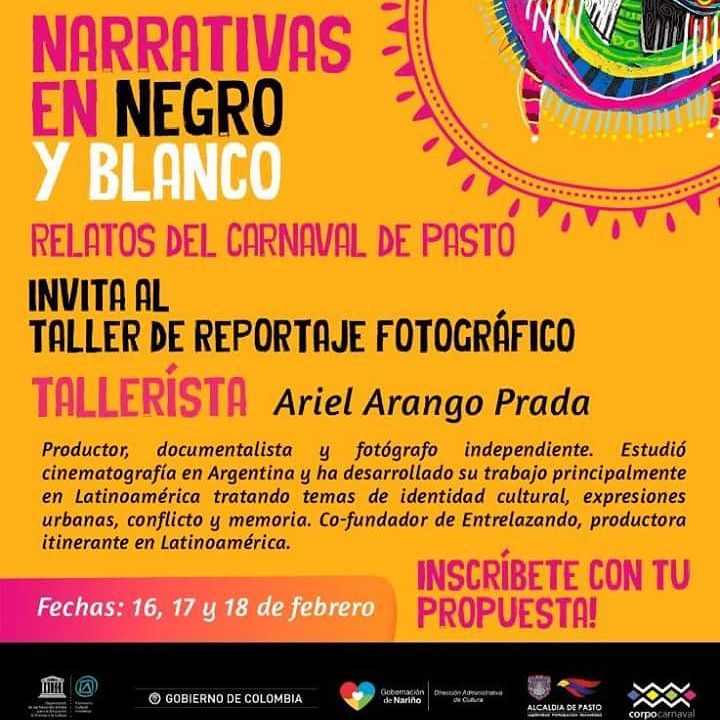 NARRATIVAS
EN NEGRO
Y BLANCO
RELATOS DEL CARNAVAL DE PASTO
INVITA AL
TALLER DE REPORTAJE FOTOGRÁFICO
TALLERÍSTA Ariel Arango Prada
Productor, documentalista y fotógrafo independiente. Estudió
cinematografía en Argentina y ha desarrollado su trabajo principalmente
en Latinoamérica tratando temas de identidad cultural, expresiones
urbanas, conflicto y memoria. Co-fundador de Entrelazando, productora
itinerante en Latinoamérica.
INSCRÍBETE CON TU
PROPUESTA!
Fechas: 16, 17 y 18 de febrero
GOBIERNO DE COLOMBIA
Gobernación
de Nariño
Dirección Administrativa
de Cultura
ALCALDÍA DE PASTO
corpocarnaval